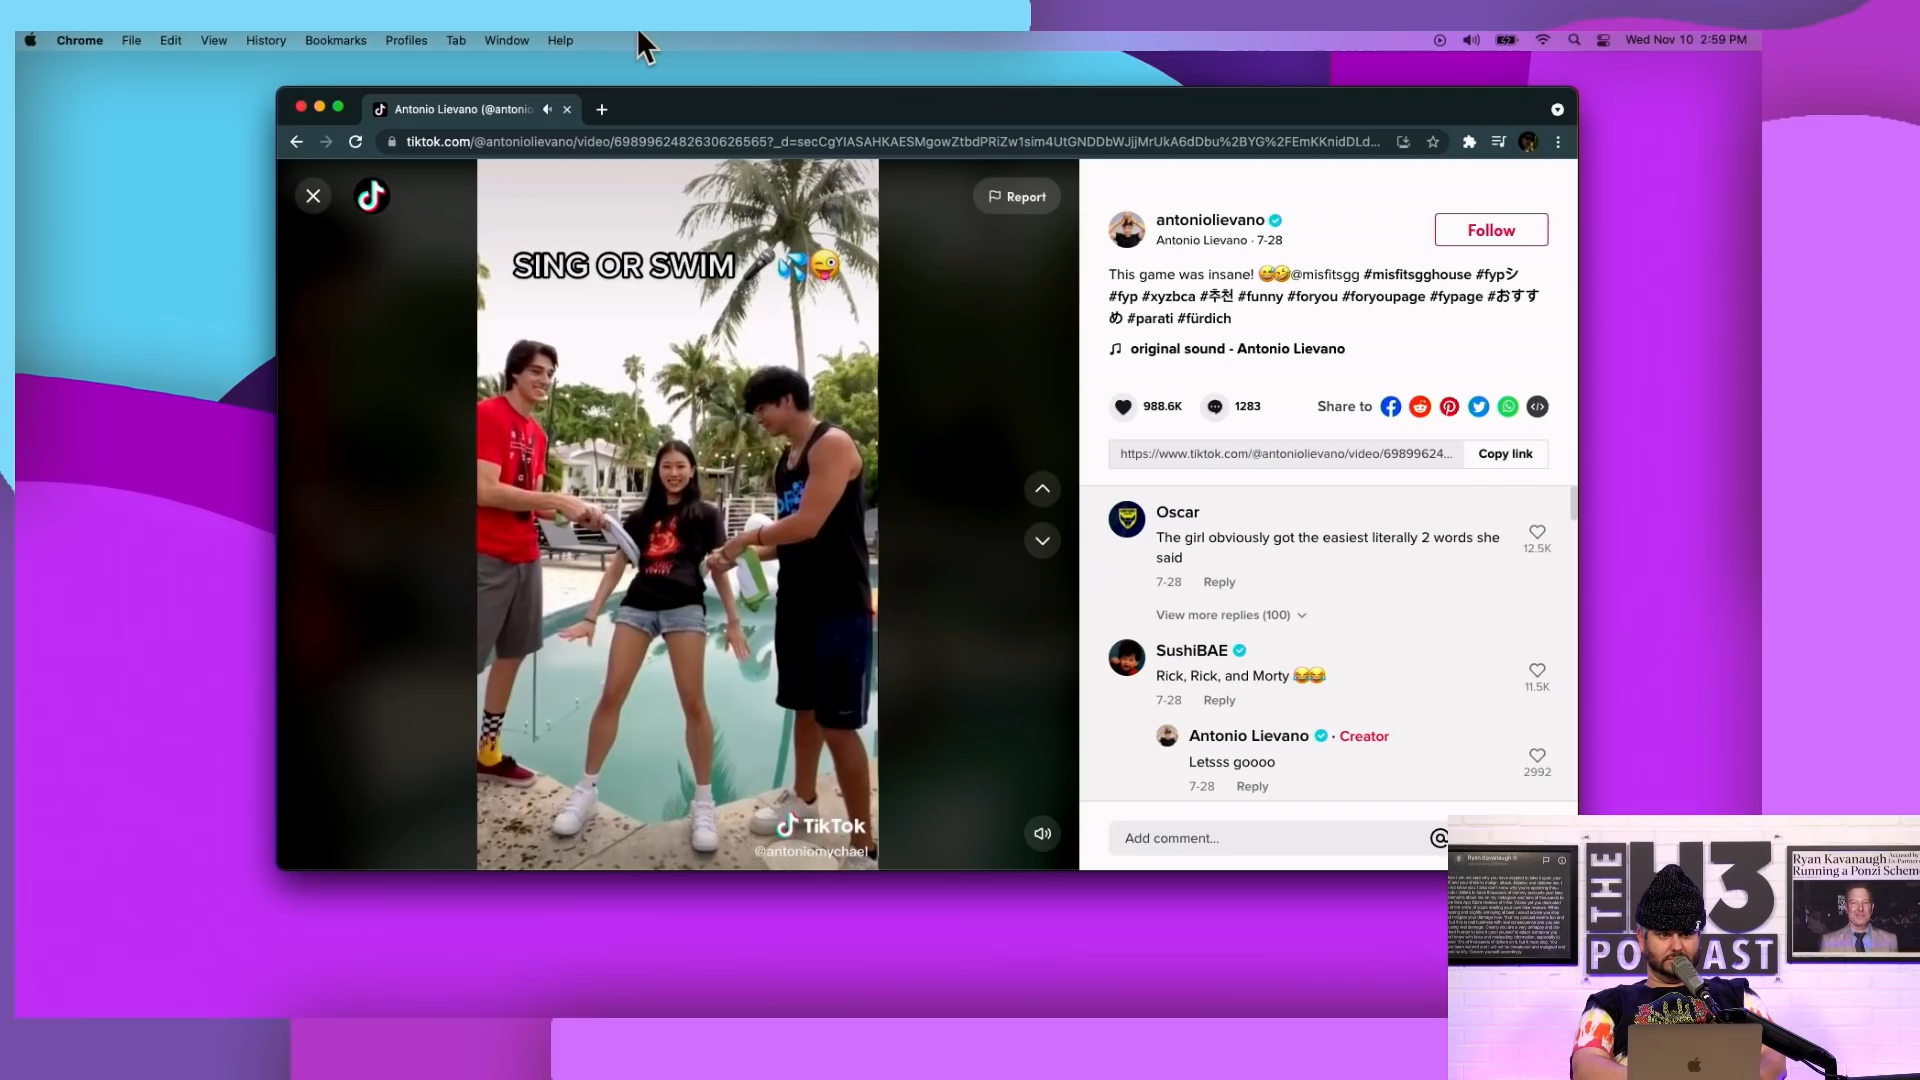 Chrome File Edit View History Bookmarks Profiles Tab Window Help
Wed Nov 10 2:59 PM
Antonio Lievano (@antonio
tiktok.com/@antoniolievano/video/6989962482630626565?_d=secCgYIASAHKAESMgowZtbdPRiZw1sim4UtGNDDbWJjjMrUkA6dDbu%2BYG%2FEmKKnidDLd...
Report
SING OR SWIM 🎤💦😜
TikTok
@antoniomychael
antoniolievano
Antonio Lievano · 7-28
Follow
This game was insane! 😅🤣@misfitsgg #misfitsgghouse #fypシ
#fyp #xyzbca #추천 #funny #foryou #foryoupage #fypage #おすす
め #parati #fürdich
original sound - Antonio Lievano
988.6K 1283 Share to
https://www.tiktok.com/@antoniolievano/video/69899624... Copy link
Oscar
The girl obviously got the easiest literally 2 words she
said
12.5K
7-28 Reply
View more replies (100)
SushiBAE
Rick, Rick, and Morty 😂😂
11.5K
7-28 Reply
Antonio Lievano · Creator
Letsss goooo
2992
7-28 Reply
Add comment...
Ryan Kavanaugh
THE H3
PODCAST
Ryan Kavanaugh Accused by
Running a Ponzi Schem